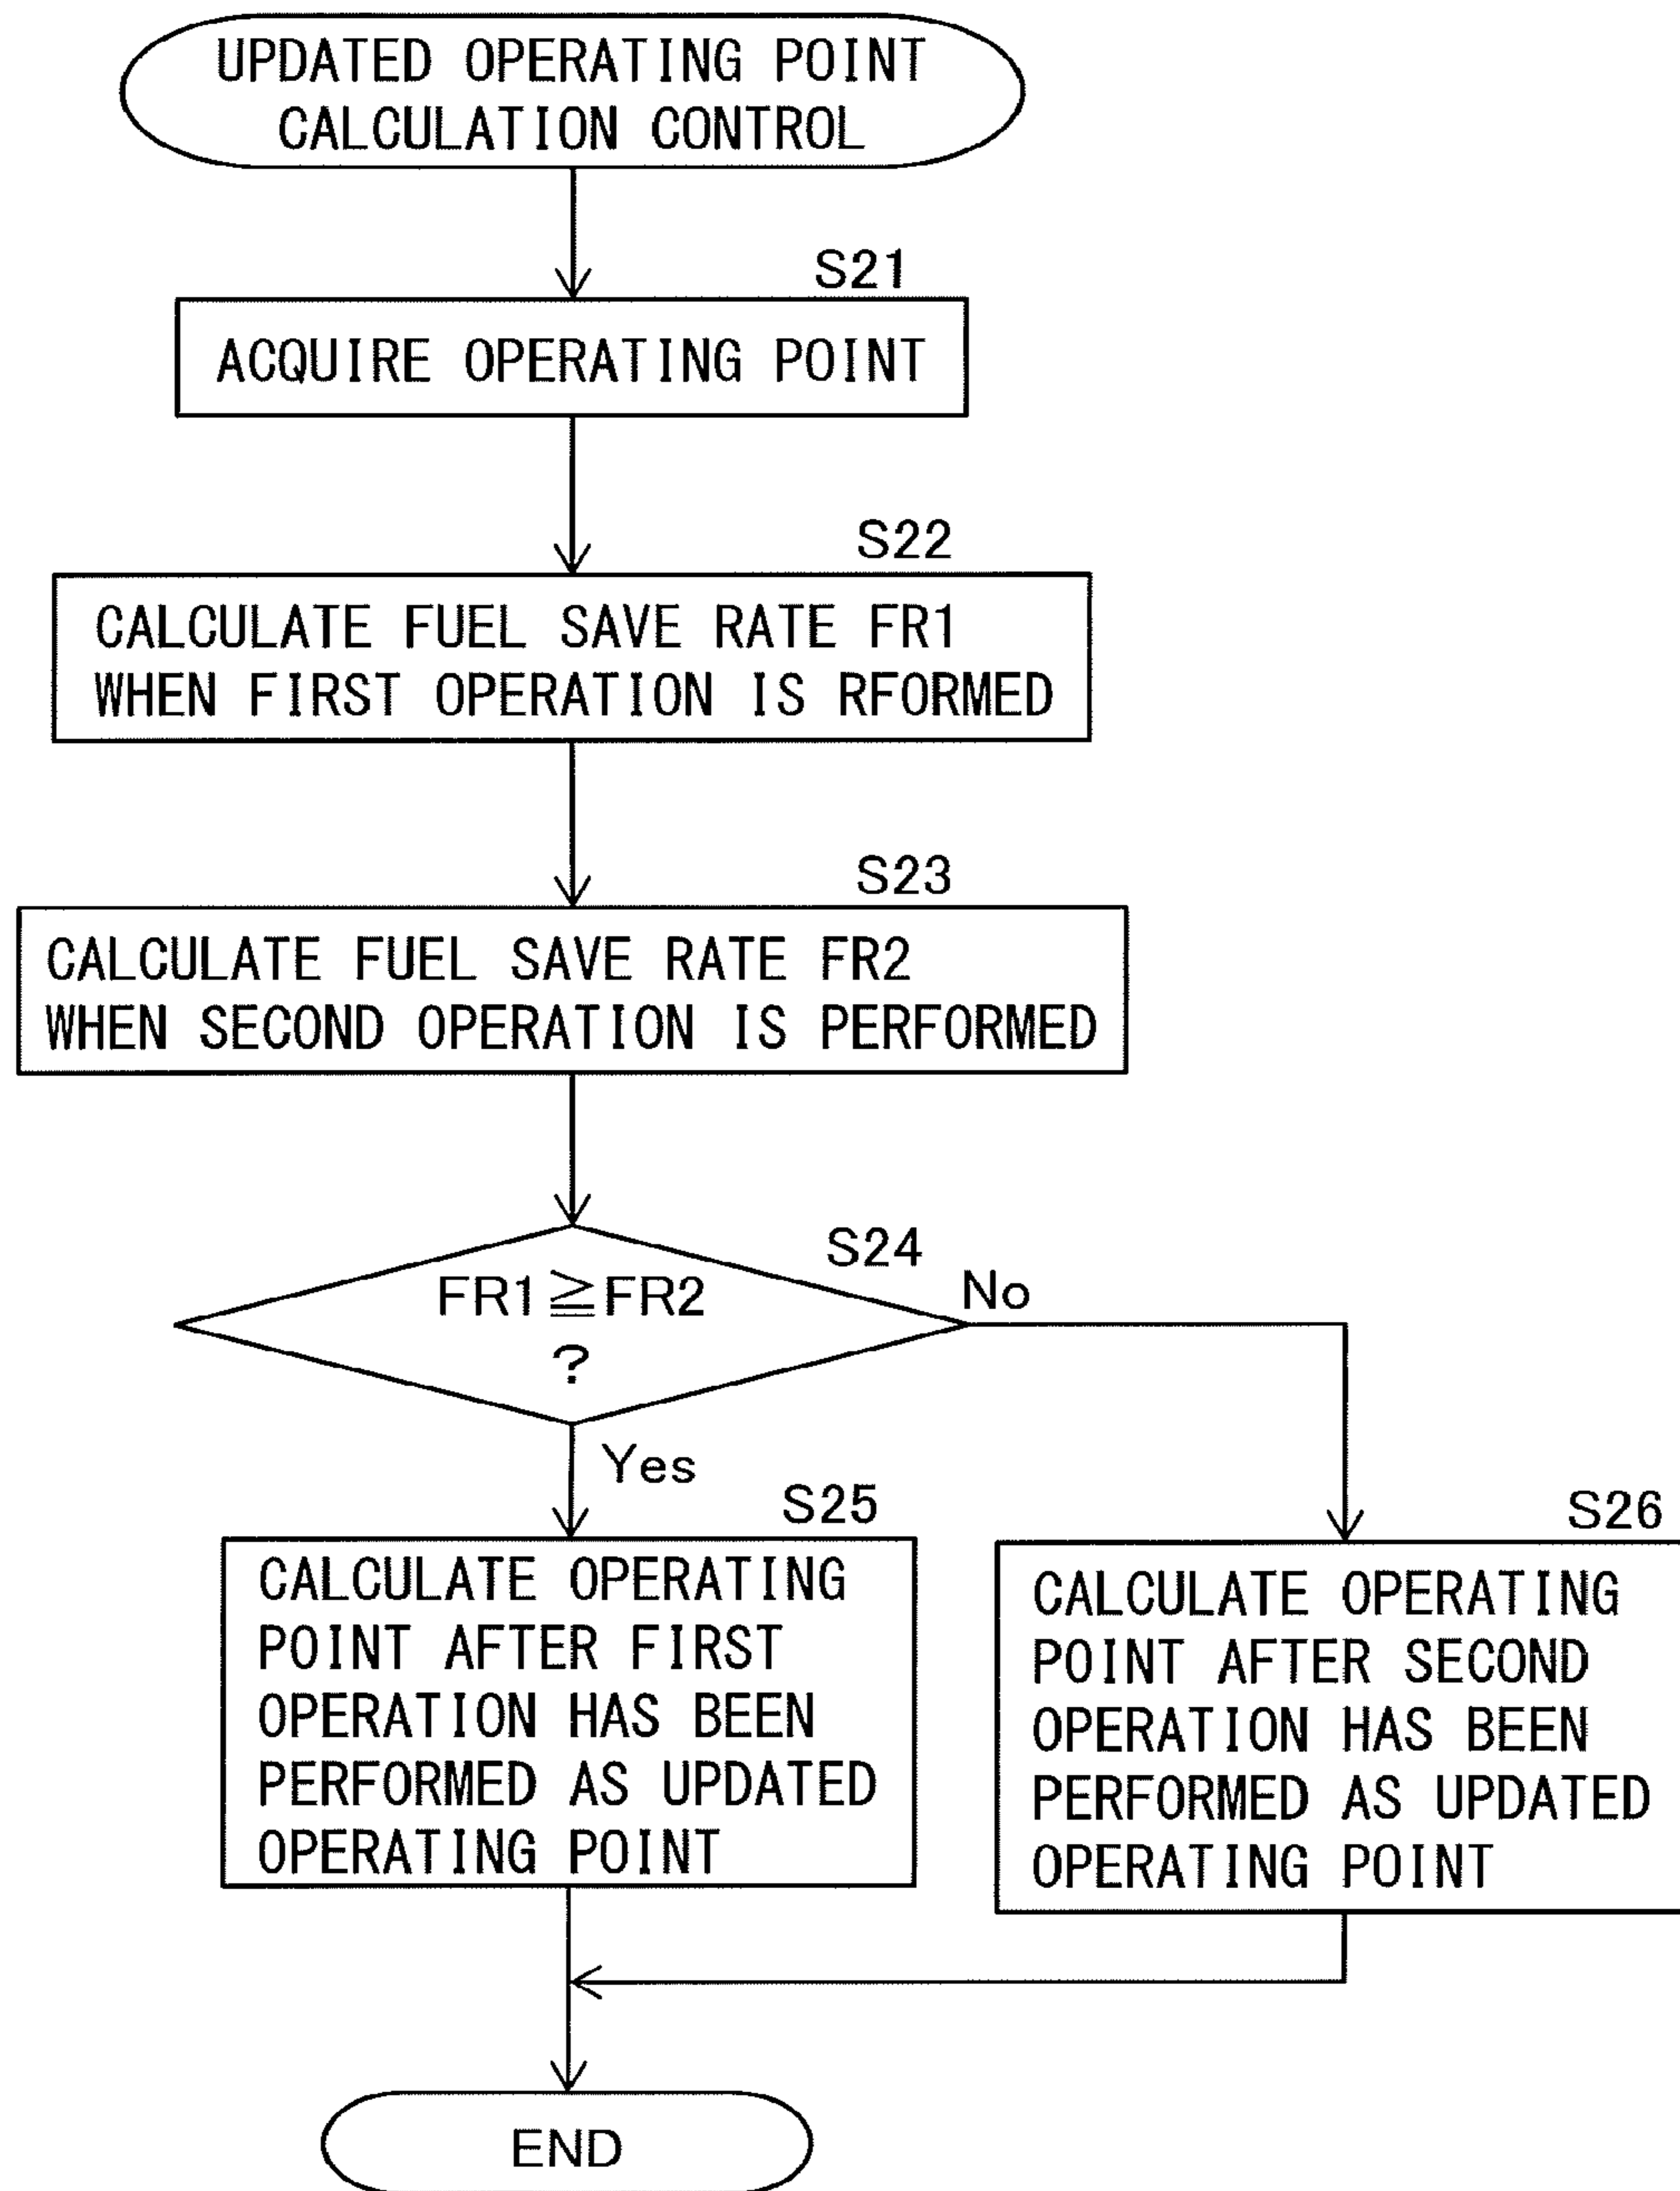 UPDATED OPERATING POINT
CALCULATION CONTROL
S21
ACQUIRE OPERATING POINT
S22
CALCULATE FUEL SAVE RATE FR1
WHEN FIRST OPERATION IS RFORMED
S23
CALCULATE FUEL SAVE RATE FR2
WHEN SECOND OPERATION IS PERFORMED
S24
FR1≧FR2
?
No
Yes
S25
CALCULATE OPERATING
POINT AFTER FIRST
OPERATION HAS BEEN
PERFORMED AS UPDATED
OPERATING POINT
S26
CALCULATE OPERATING
POINT AFTER SECOND
OPERATION HAS BEEN
PERFORMED AS UPDATED
OPERATING POINT
END